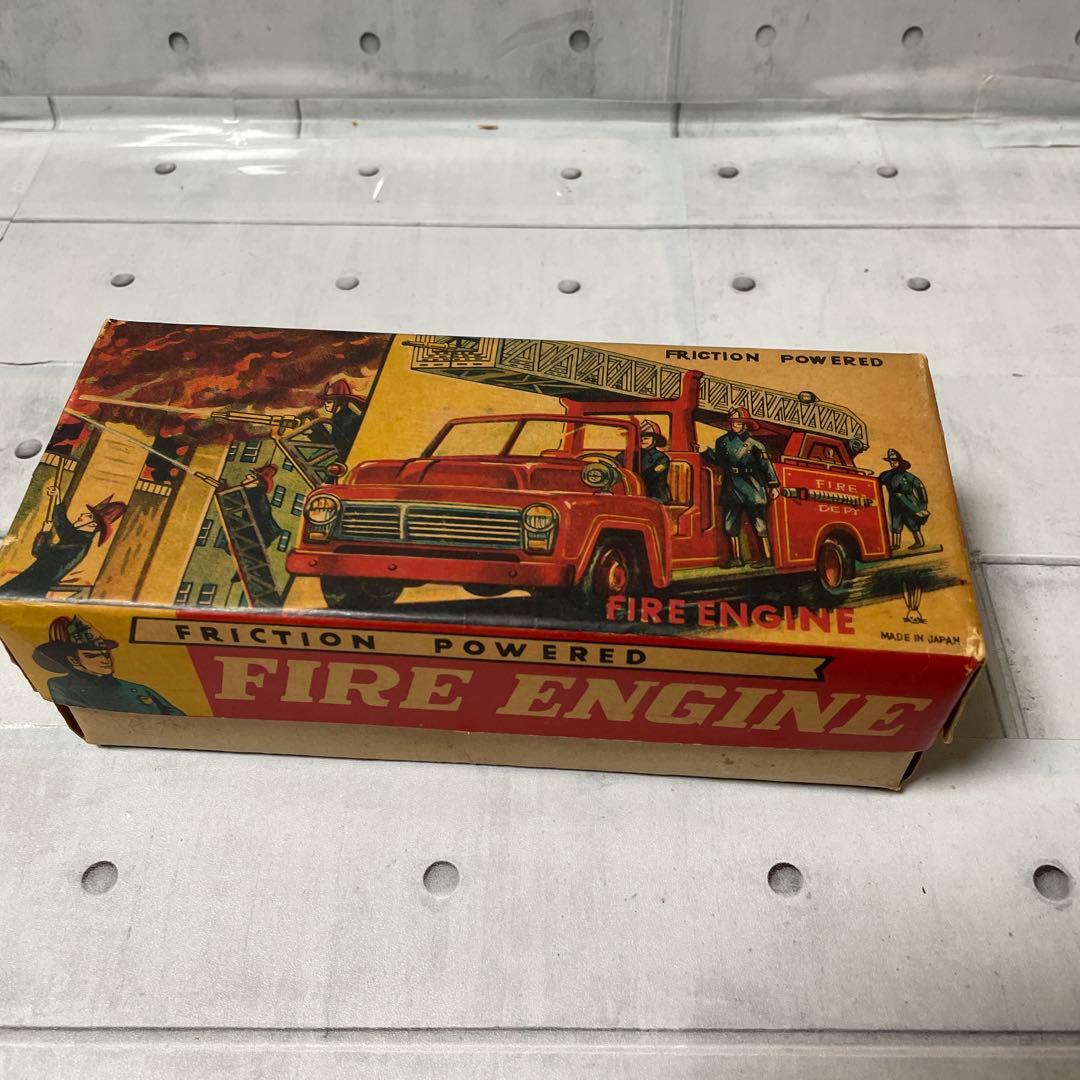 FRICTION POWERED
FIRE
DEPT
FIRE ENGINE
MADE IN JAPAN
FRICTION POWERED
FIRE ENGINE